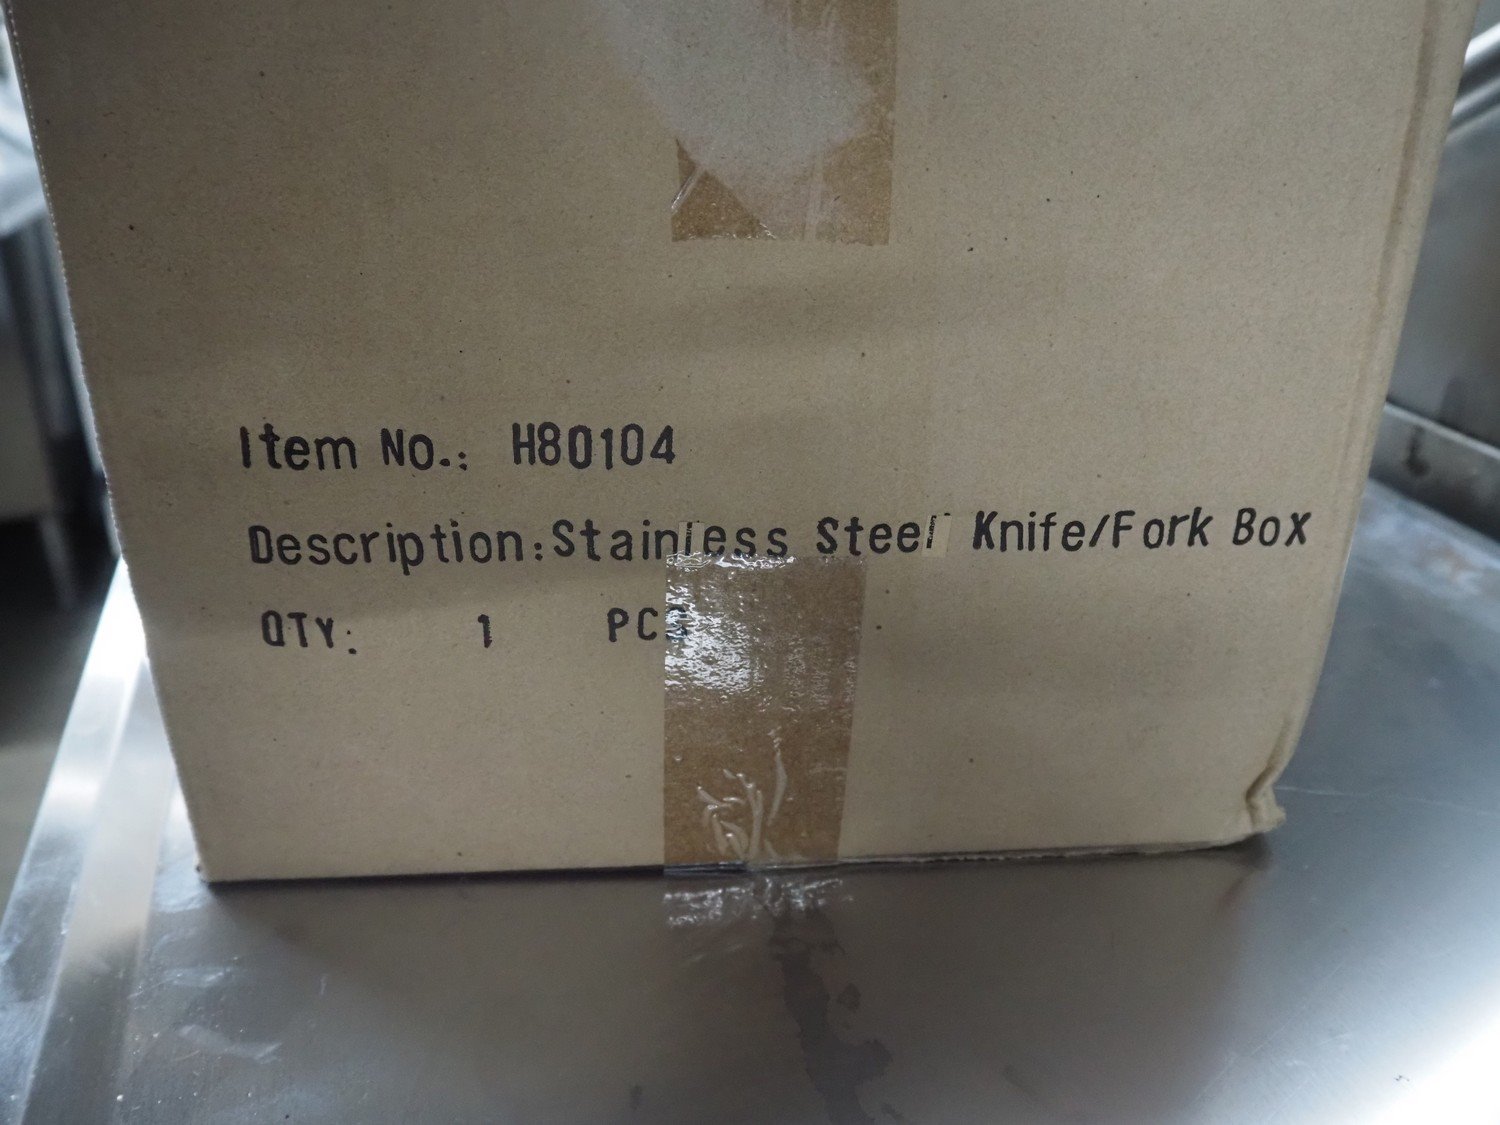 Item No.: H80104
Description:Stainless Steel Knife/Fork Box
QTY: 1 PCS